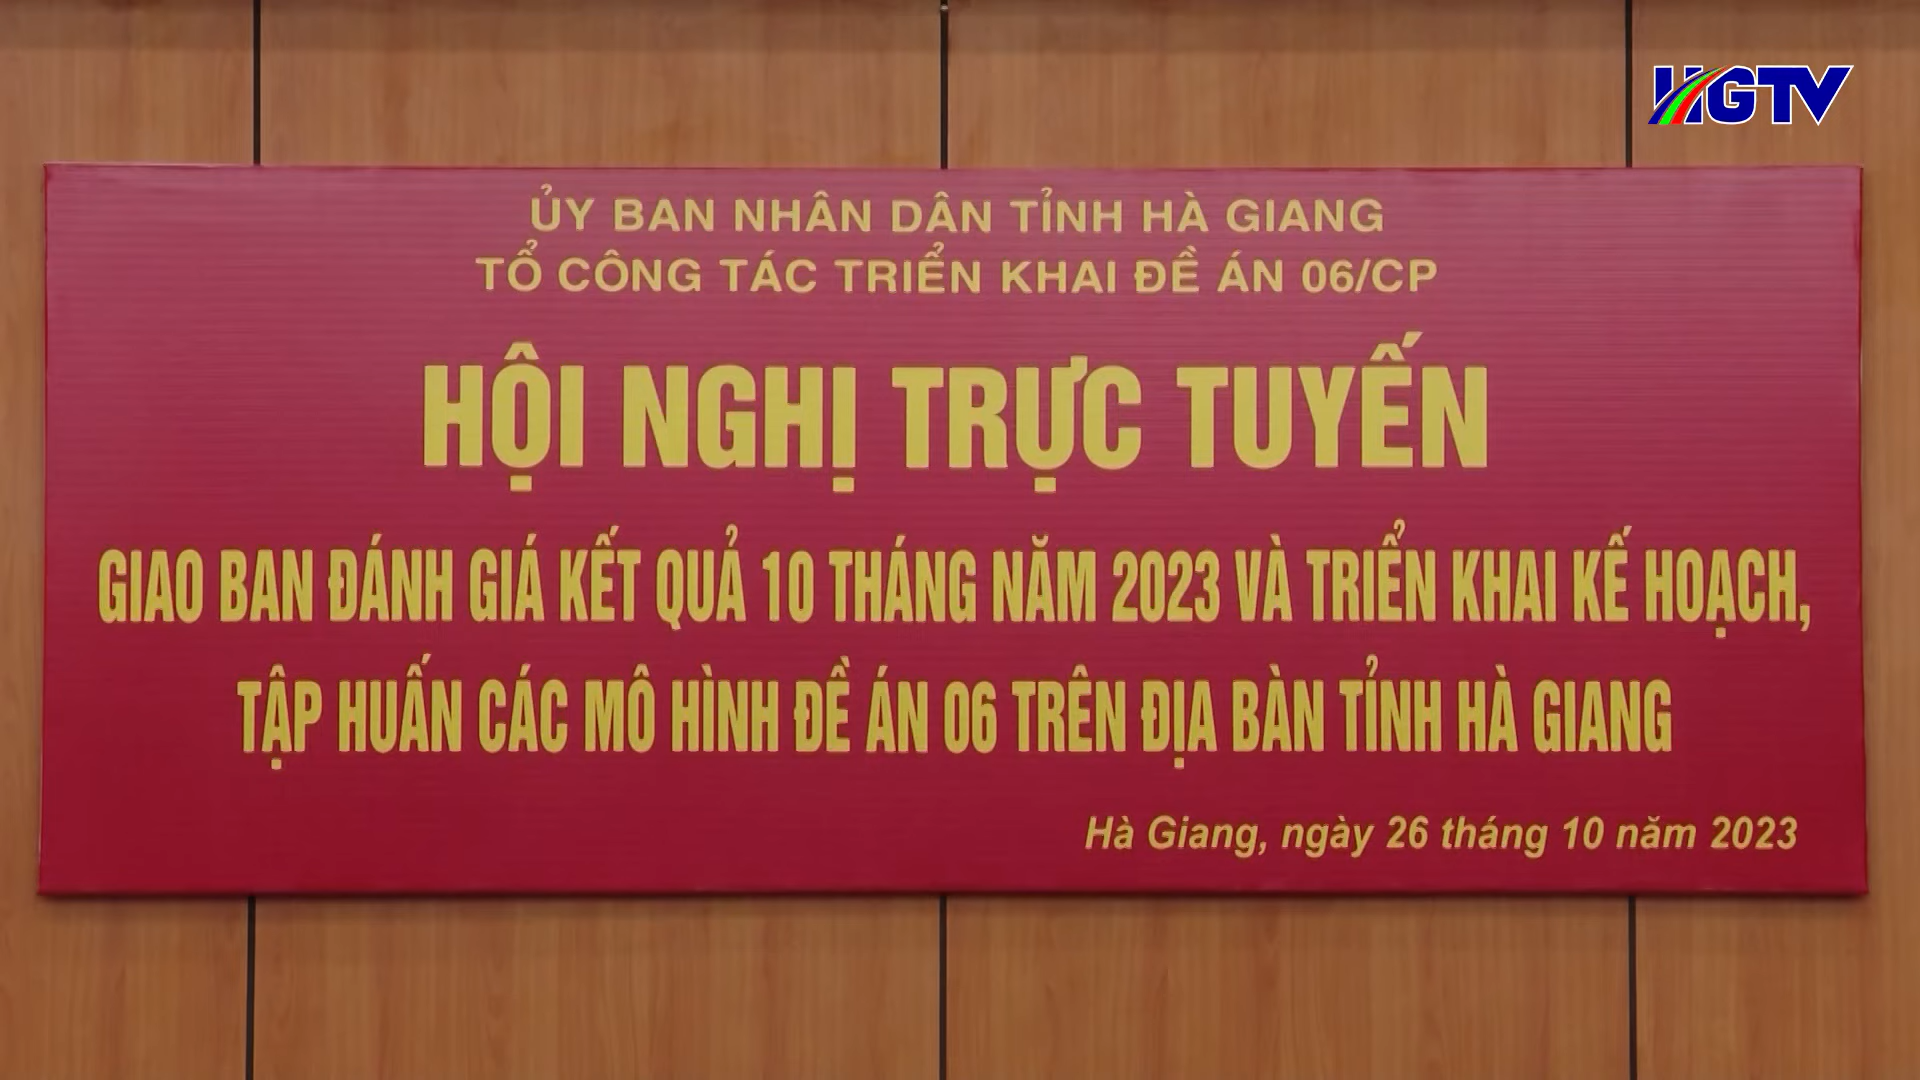 HGTV
ỦY BAN NHÂN DÂN TỈNH HÀ GIANG
TỔ CÔNG TÁC TRIỂN KHAI ĐỀ ÁN 06/CP
HỘI NGHỊ TRỰC TUYẾN
GIAO BAN ĐÁNH GIÁ KẾT QUẢ 10 THÁNG NĂM 2023 VÀ TRIỂN KHAI KẾ HOẠCH,
TẬP HUẤN CÁC MÔ HÌNH ĐỀ ÁN 06 TRÊN ĐỊA BÀN TỈNH HÀ GIANG
Hà Giang, ngày 26 tháng 10 năm 2023